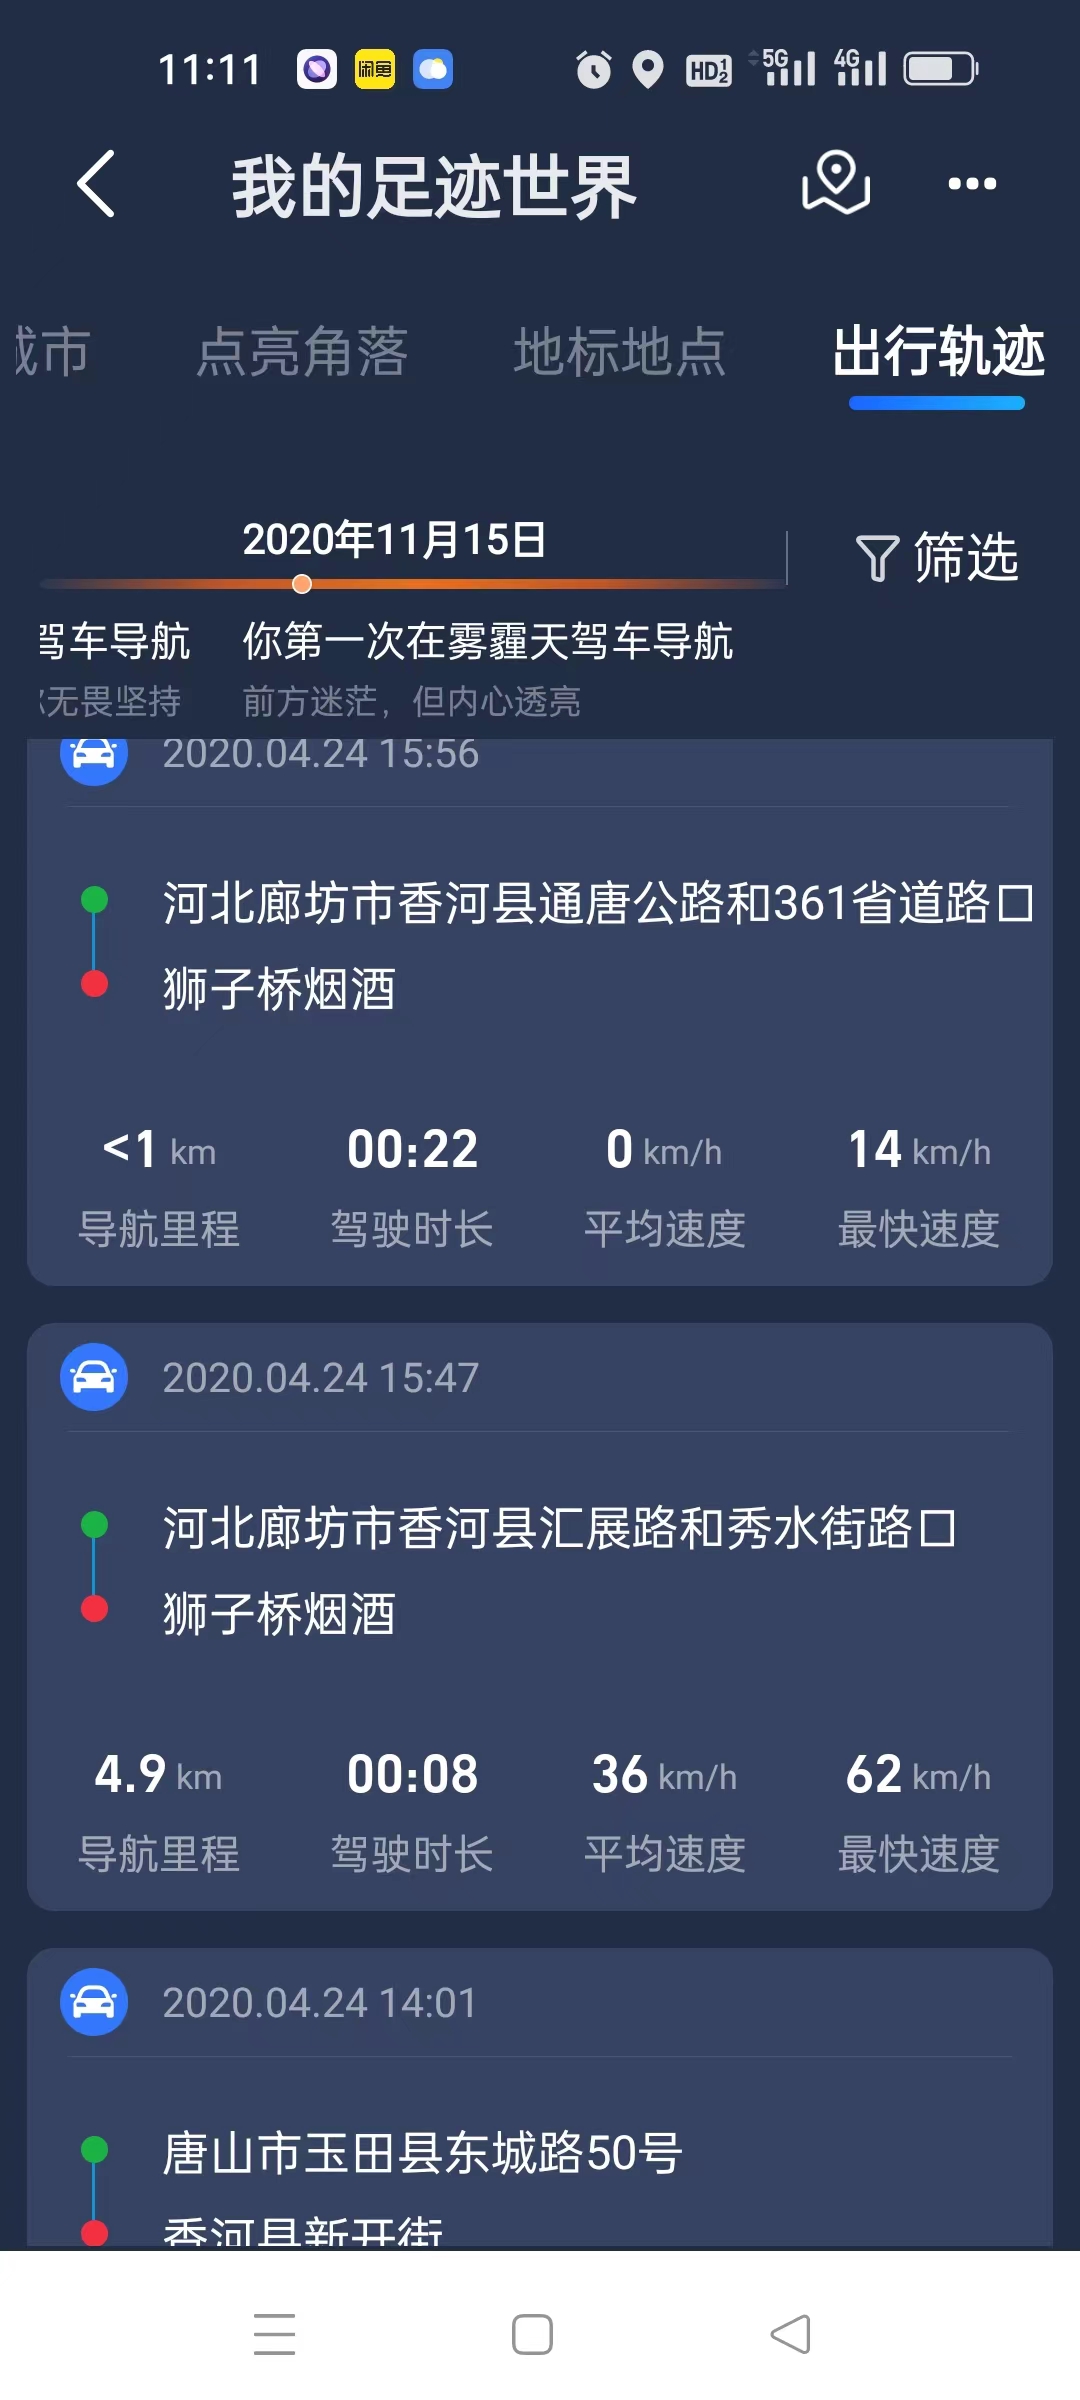 11:11 闲鱼 HD 1 2 5G 4G
我的足迹世界
城市 点亮角落 地标地点 出行轨迹
2020年11月15日
筛选
驾车导航 你第一次在雾霾天驾车导航
无畏坚持 前方迷茫，但内心透亮
2020.04.24 15:56
河北廊坊市香河县通唐公路和361省道路口
狮子桥烟酒
<1 km 00:22 0 km/h 14 km/h
导航里程 驾驶时长 平均速度 最快速度
2020.04.24 15:47
河北廊坊市香河县汇展路和秀水街路口
狮子桥烟酒
4.9 km 00:08 36 km/h 62 km/h
导航里程 驾驶时长 平均速度 最快速度
2020.04.24 14:01
唐山市玉田县东城路50号
香河县新开街